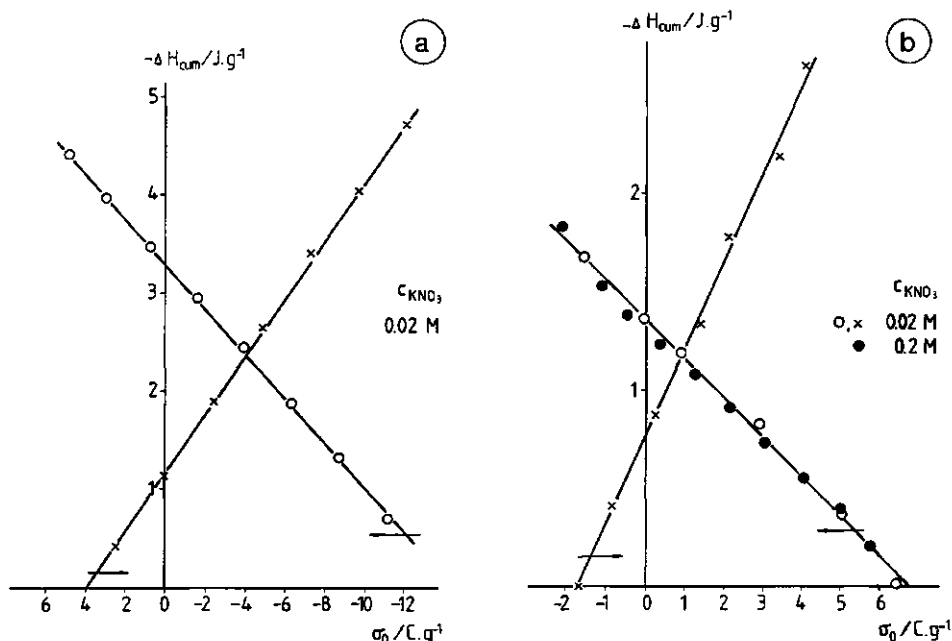 a
-Δ H_cum / J.g⁻¹
5
4
3
2
1
c_KNO₃
0.02 M
6 4 2 0 -2 -4 -6 -8 -10 -12
σ₀ / C.g⁻¹
b
-Δ H_cum / J.g⁻¹
2
1
c_KNO₃
○, × 0.02 M
● 0.2 M
-2 -1 0 1 2 3 4 5 6
σ₀ / C.g⁻¹